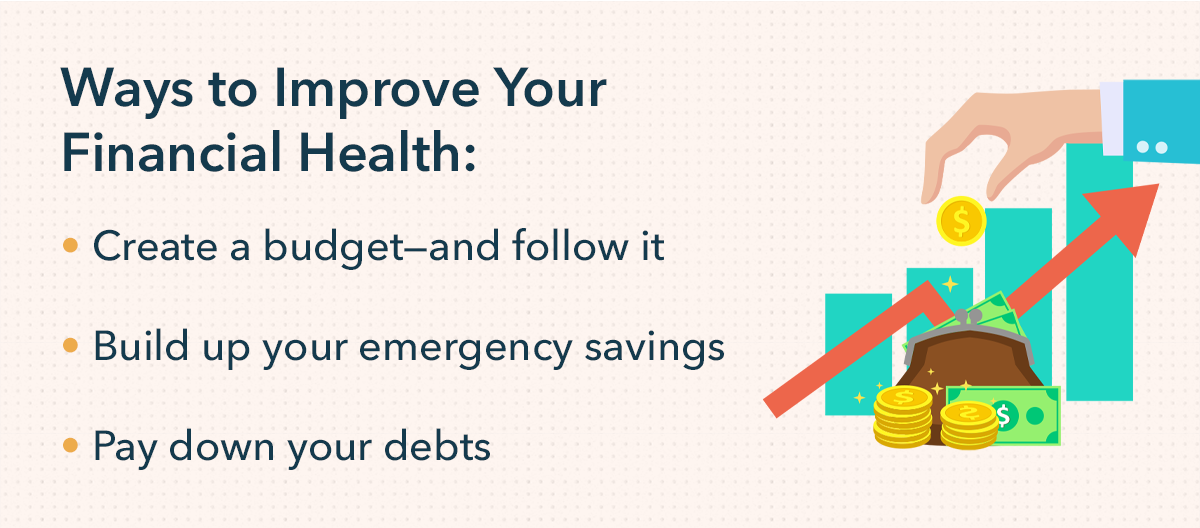 Ways to Improve Your
Financial Health:
• Create a budget—and follow it
• Build up your emergency savings
• Pay down your debts
$
$